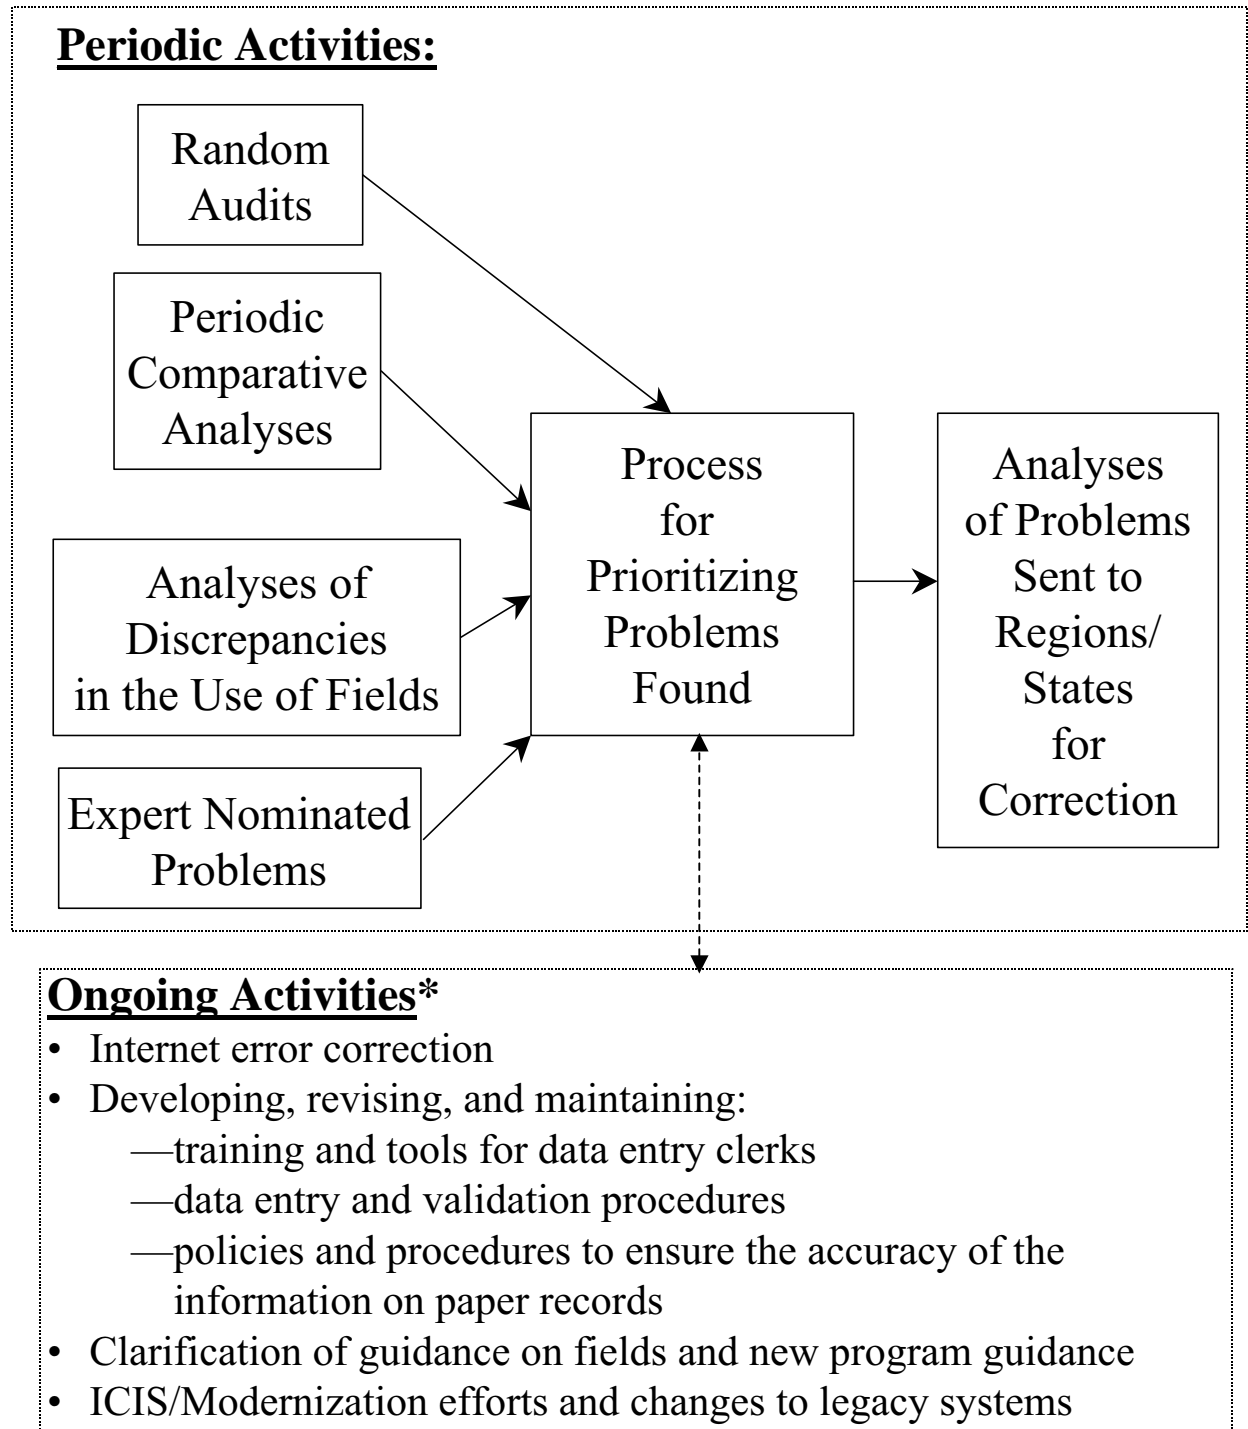 Periodic Activities:
Random
Audits
Periodic
Comparative
Analyses
Analyses of
Discrepancies
in the Use of Fields
Expert Nominated
Problems
Process
for
Prioritizing
Problems
Found
Analyses
of Problems
Sent to
Regions/
States
for
Correction
Ongoing Activities*
• Internet error correction
• Developing, revising, and maintaining:
—training and tools for data entry clerks
—data entry and validation procedures
—policies and procedures to ensure the accuracy of the
information on paper records
• Clarification of guidance on fields and new program guidance
• ICIS/Modernization efforts and changes to legacy systems